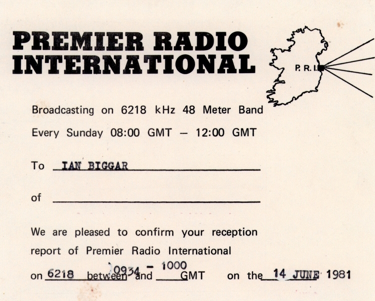 PREMIER RADIO
INTERNATIONAL
P. R. I.
Broadcasting on 6218 kHz 48 Meter Band
Every Sunday 08:00 GMT - 12:00 GMT
To IAN BIGGAR
of
We are pleased to confirm your reception
report of Premier Radio International
on 6218 between 0934 - 1000 and GMT on the 14 JUNE 1981